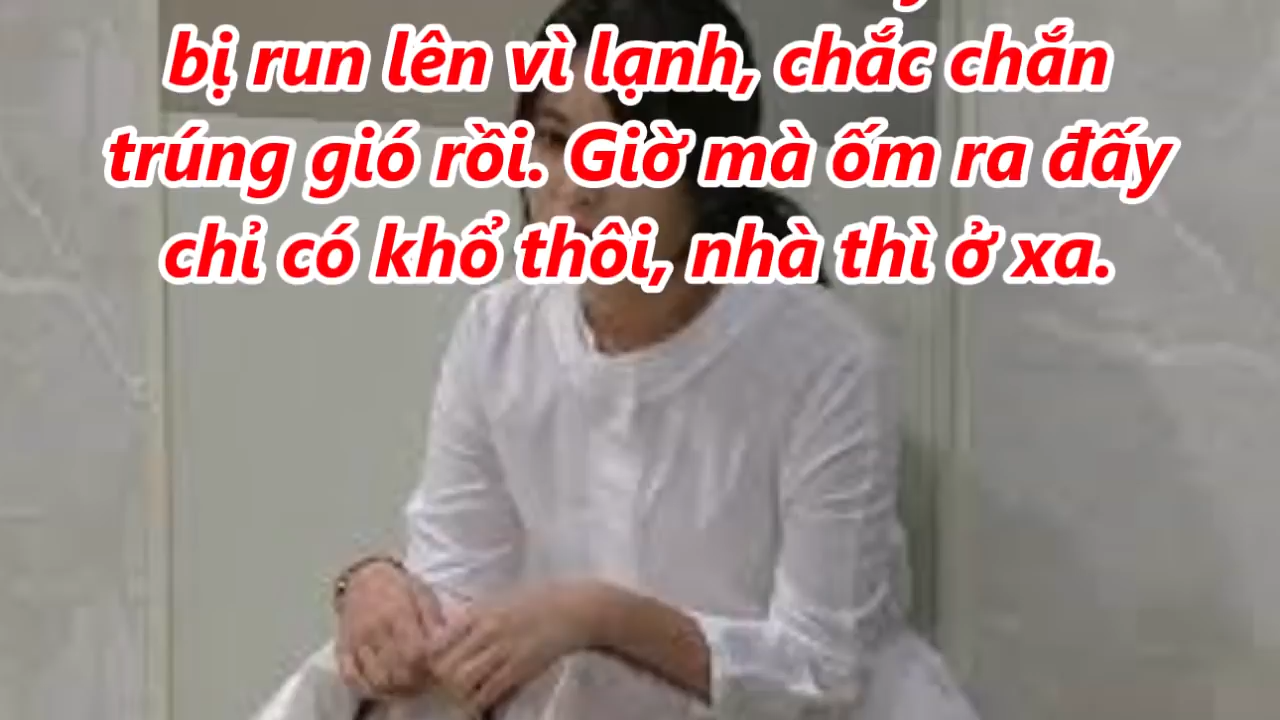 bị run lên vì lạnh, chắc chắn
trúng gió rồi. Giờ mà ốm ra đấy
chỉ có khổ thôi, nhà thì ở xa.